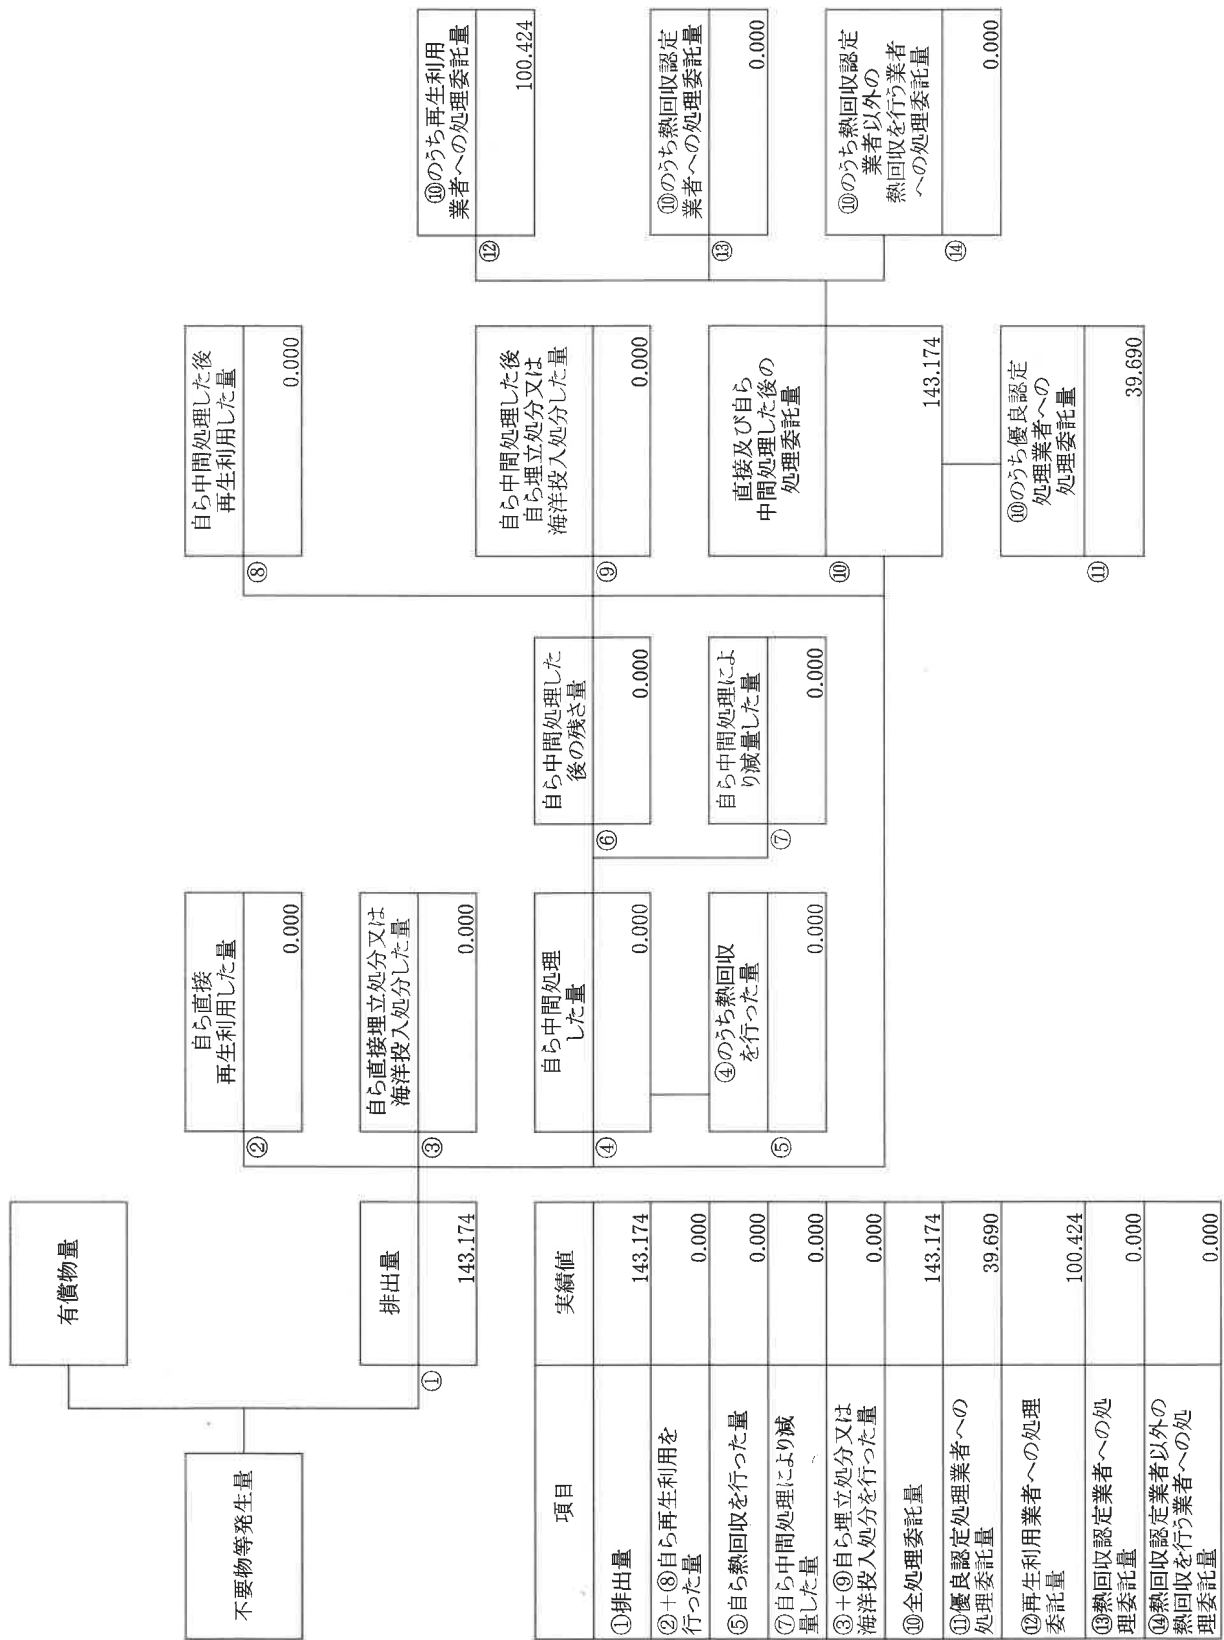 不要物等発生量
有償物量
排出量
①
143.174
自ら直接
再生利用した量
②
0.000
自ら直接埋立処分又は
海洋投入処分した量
③
0.000
自ら中間処理
した量
④
0.000
④のうち熱回収
を行った量
⑤
0.000
自ら中間処理した
後の残さ量
⑥
0.000
自ら中間処理によ
り減量した量
⑦
0.000
自ら中間処理した後
再生利用した量
⑧
0.000
自ら中間処理した後
自ら埋立処分又は
海洋投入処分した量
⑨
0.000
直接及び自ら
中間処理した後の
処理委託量
⑩
143.174
⑩のうち優良認定
処理業者への
処理委託量
⑪
39.690
⑩のうち再生利用
業者への処理委託量
⑫
100.424
⑩のうち熱回収認定
業者への処理委託量
⑬
0.000
⑩のうち熱回収認定
業者以外の
熱回収を行う業者
への処理委託量
⑭
0.000
項目 実績値
①排出量 143.174
②+⑧自ら再生利用を
行った量 0.000
⑤自ら熱回収を行った量 0.000
⑦自ら中間処理により減
量した量 0.000
③+⑨自ら埋立処分又は
海洋投入処分を行った量 0.000
⑩全処理委託量 143.174
⑪優良認定処理業者への
処理委託量 39.690
⑫再生利用業者への処理
委託量 100.424
⑬熱回収認定業者への処
理委託量 0.000
⑭熱回収認定業者以外の
熱回収を行う業者への処
理委託量 0.000